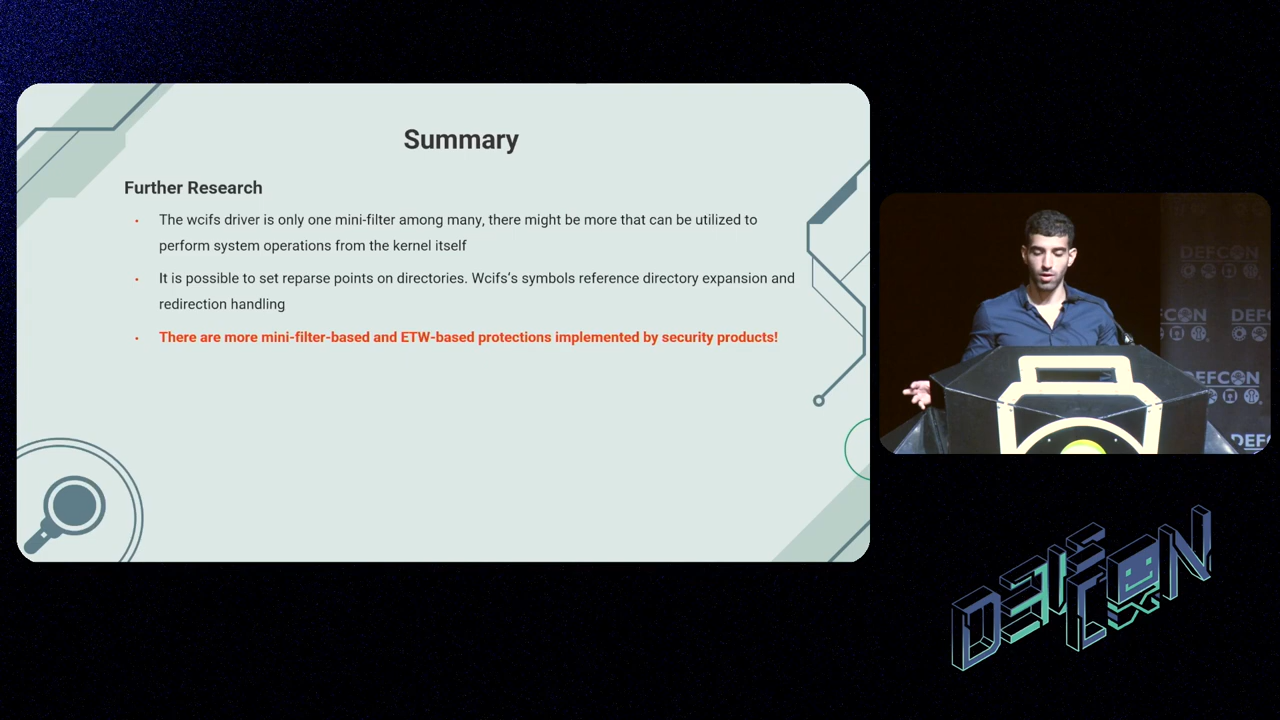 Summary
Further Research
The wcifs driver is only one mini-filter among many, there might be more that can be utilized to
perform system operations from the kernel itself
It is possible to set reparse points on directories. Wcifs's symbols reference directory expansion and
redirection handling
There are more mini-filter-based and ETW-based protections implemented by security products!
DEFCON
DEFCON
DEFCON
DEFCON